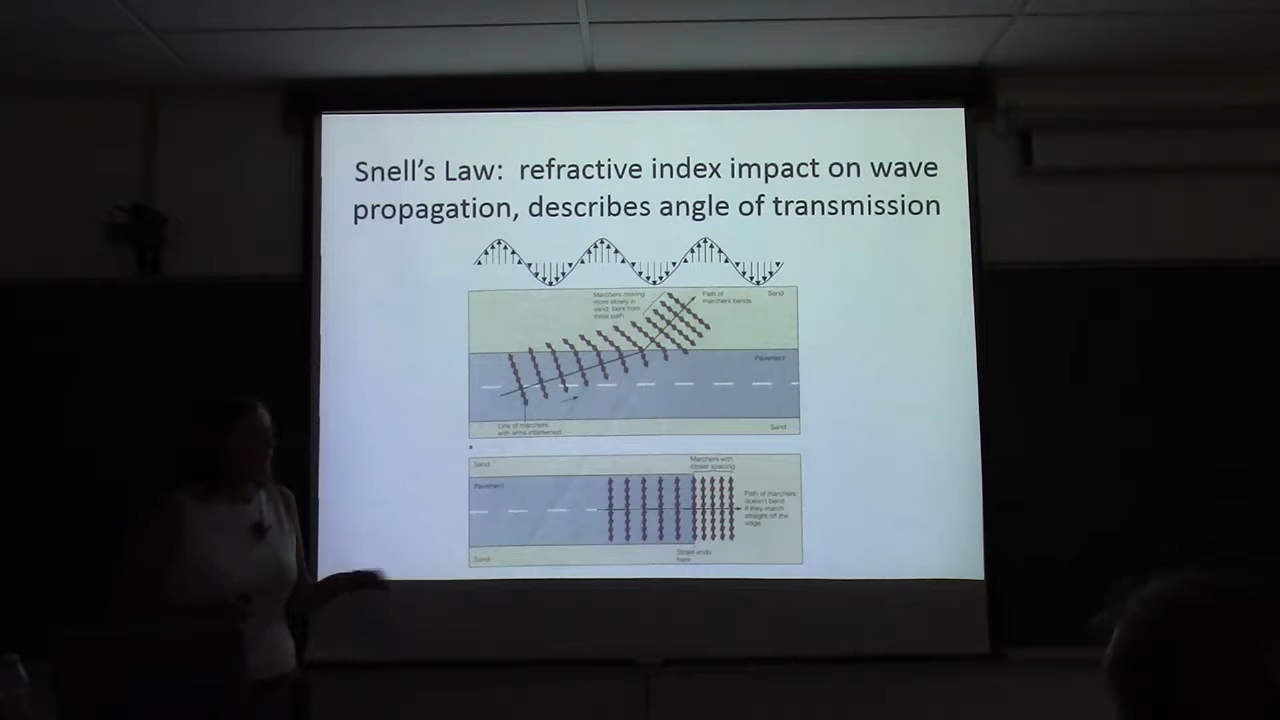 Snell's Law: refractive index impact on wave
propagation, describes angle of transmission
Marchers moving
more slowly in
sand, bent from
initial path
Path of
marchers bends
Sand
Pavement
Line of marchers
with arms intertwined
Sand
Sand
Marchers with
closer spacing
Pavement
Path of marchers
doesn't bend
if they march
straight off the
edge
Sand
Street ends
here